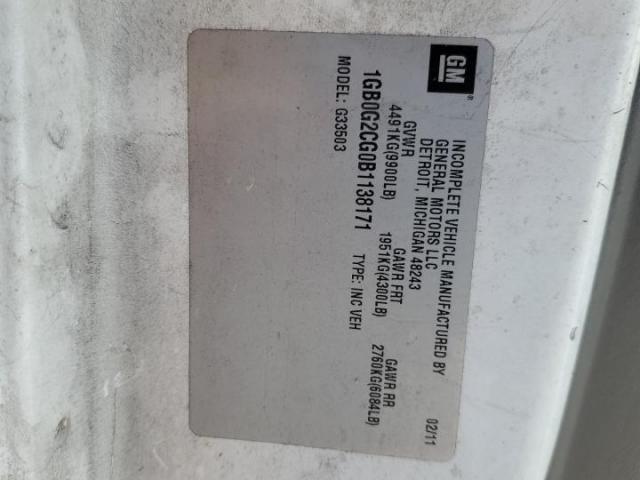 GM
®
INCOMPLETE VEHICLE MANUFACTURED BY
GENERAL MOTORS LLC
DETROIT, MICHIGAN 48243
02/11
GVWR GAWR FRT GAWR RR
4491KG(9900LB) 1951KG(4300LB) 2760KG(6084LB)
1GB0G2CG0B1138171 TYPE: INC VEH
MODEL: G33503